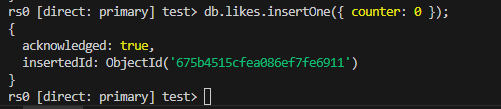 rs0 [direct: primary] test> db.likes.insertOne({ counter: 0 });
{
  acknowledged: true,
  insertedId: ObjectId('675b4515cfea086ef7fe6911')
}
rs0 [direct: primary] test>